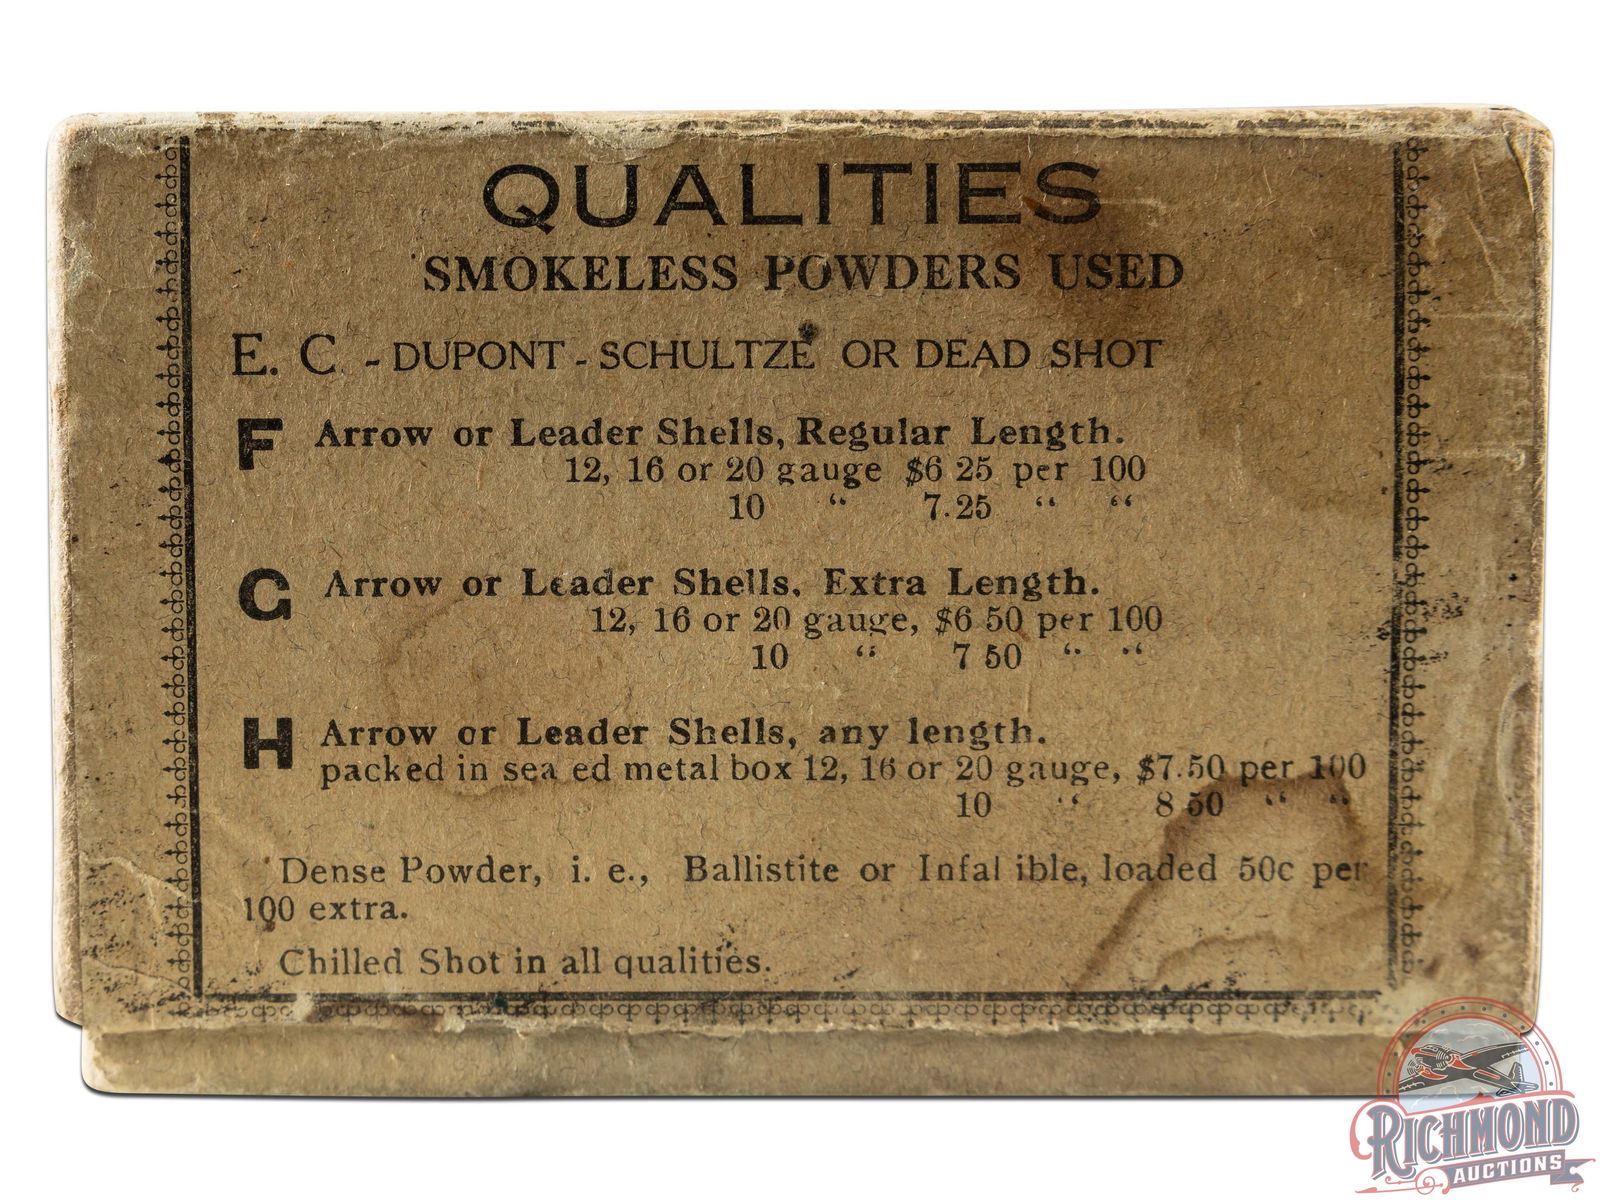 QUALITIES
SMOKELESS POWDERS USED
E. C - DUPONT - SCHULTZE OR DEAD SHOT
F Arrow or Leader Shells, Regular Length.
12, 16 or 20 gauge $6 25 per 100
10 “ 7.25 “ “
G Arrow or Leader Shells, Extra Length.
12, 16 or 20 gauge, $6 50 per 100
10 “ 7 50 “ “
H Arrow or Leader Shells, any length.
packed in sea ed metal box 12, 16 or 20 gauge, $7.50 per 100
10 “ 8 50 “ “
Dense Powder, i. e., Ballistite or Infal ible, loaded 50c per
100 extra.
Chilled Shot in all qualities.
RICHMOND
AUCTIONS